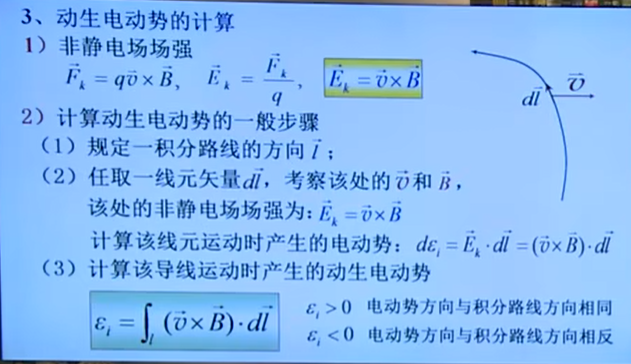 3、动生电动势的计算
1）非静电场场强
$\vec{F}_k = q\vec{v}\times\vec{B},\quad \vec{E}_k = \frac{\vec{F}_k}{q},\quad \vec{E}_k = \vec{v}\times\vec{B}$
$\vec{v}$
$d\vec{l}$
2）计算动生电动势的一般步骤
（1）规定一积分路线的方向 $\vec{l}$；
（2）任取一线元矢量 $d\vec{l}$，考察该处的 $\vec{v}$ 和 $\vec{B}$，
该处的非静电场场强为：$\vec{E}_k = \vec{v}\times\vec{B}$
计算该线元运动时产生的电动势：$d\varepsilon_i = \vec{E}_k\cdot d\vec{l} = (\vec{v}\times\vec{B})\cdot d\vec{l}$
（3）计算该导线运动时产生的动生电动势
$\varepsilon_i = \int_l (\vec{v}\times\vec{B})\cdot d\vec{l}$
$\varepsilon_i > 0$ 电动势方向与积分路线方向相同
$\varepsilon_i < 0$ 电动势方向与积分路线方向相反